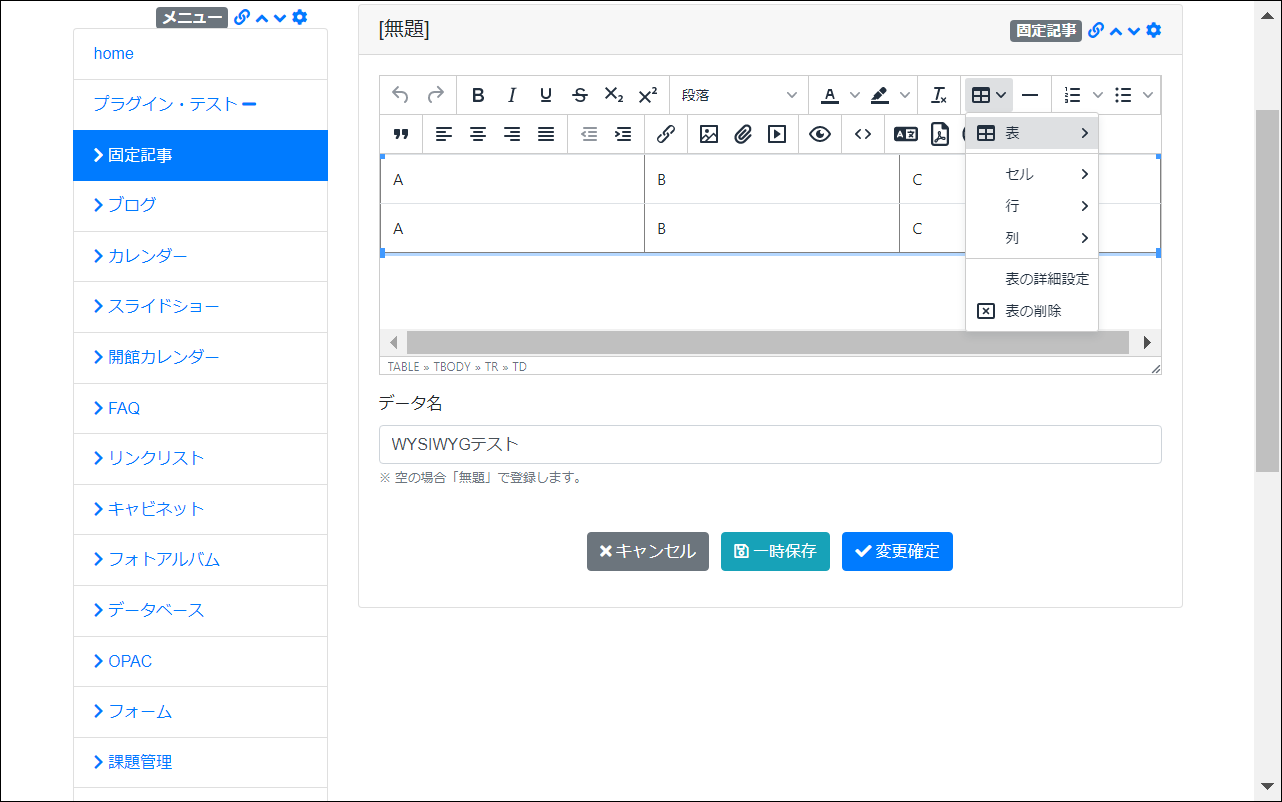 メニュー
home
プラグイン・テスト
固定記事
ブログ
カレンダー
スライドショー
開館カレンダー
FAQ
リンクリスト
キャビネット
フォトアルバム
データベース
OPAC
フォーム
課題管理
[無題]
固定記事
B I U S X₂ X² 段落 A
表
セル
行
列
表の詳細設定
表の削除
A B C
A B C
TABLE » TBODY » TR » TD
データ名
WYSIWYGテスト
※ 空の場合「無題」で登録します。
キャンセル 一時保存 変更確定